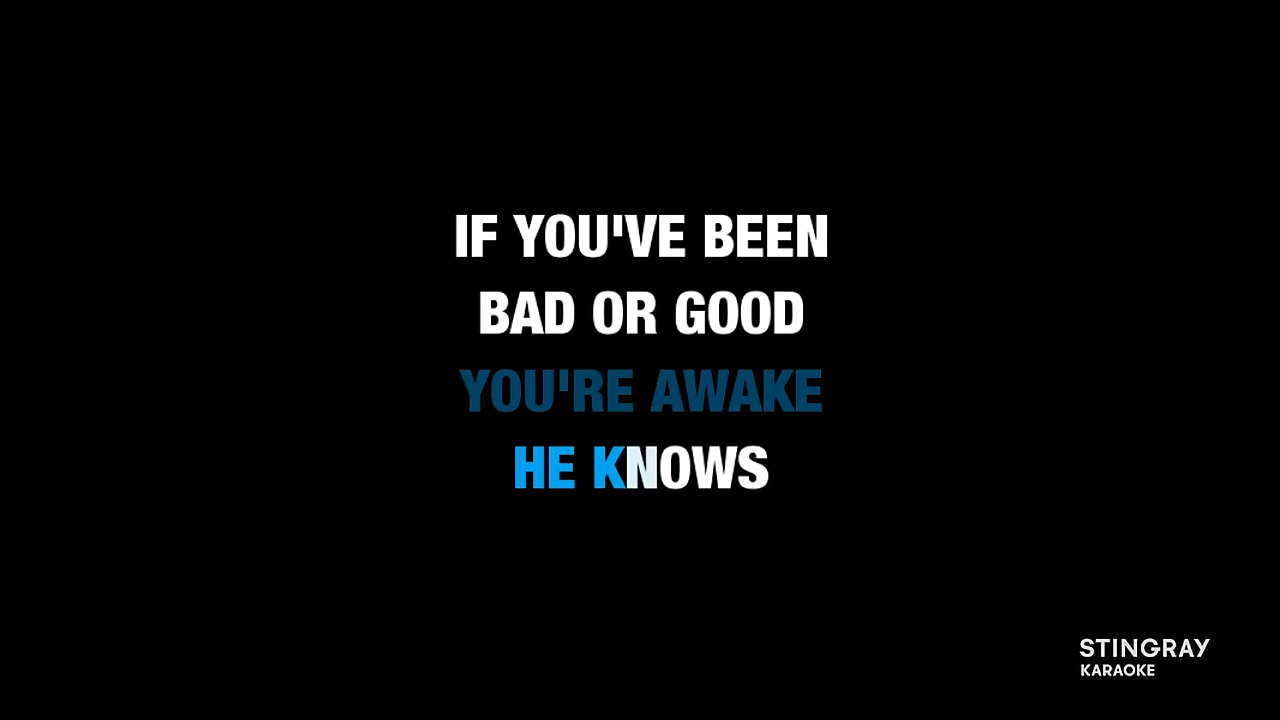 IF YOU'VE BEEN
BAD OR GOOD
YOU'RE AWAKE
HE KNOWS
STINGRAY
KARAOKE